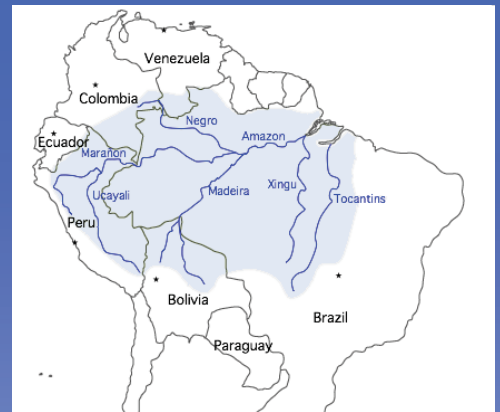 Venezuela
Colombia
Negro
Ecuador
Amazon
Marañon
Ucayali
Madeira
Xingu
Tocantins
Peru
Bolivia
Brazil
Paraguay